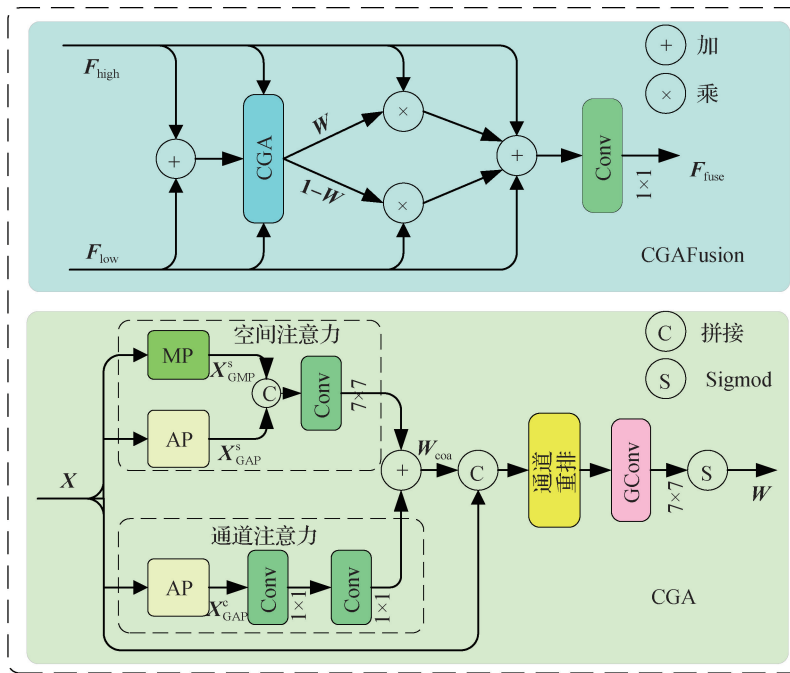 F_high
+ 加
× 乘
W
×
CGA
+
+
Conv
1×1
F_fuse
1−W
×
F_low
CGAFusion
空间注意力
C 拼接
MP
X^s_GMP
S Sigmod
C
Conv
7×7
AP
X^s_GAP
W_coa
X
+
C
通道
重排
GConv
7×7
S
W
通道注意力
AP
X^c_GAP
Conv
1×1
Conv
1×1
CGA